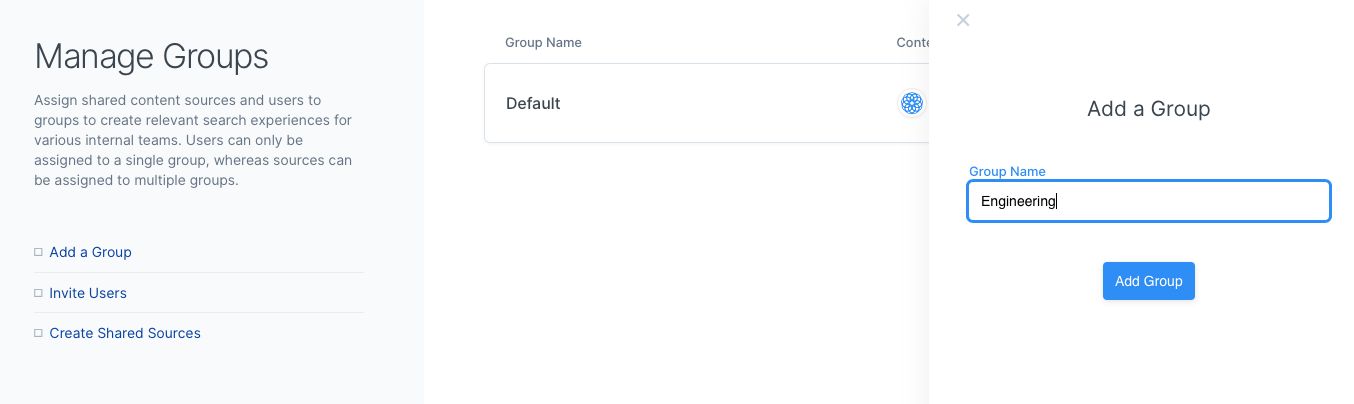 Manage Groups
Assign shared content sources and users to
groups to create relevant search experiences for
various internal teams. Users can only be
assigned to a single group, whereas sources can
be assigned to multiple groups.
Add a Group
Invite Users
Create Shared Sources
Group Name
Conte
Default
Add a Group
Group Name
Engineering
Add Group